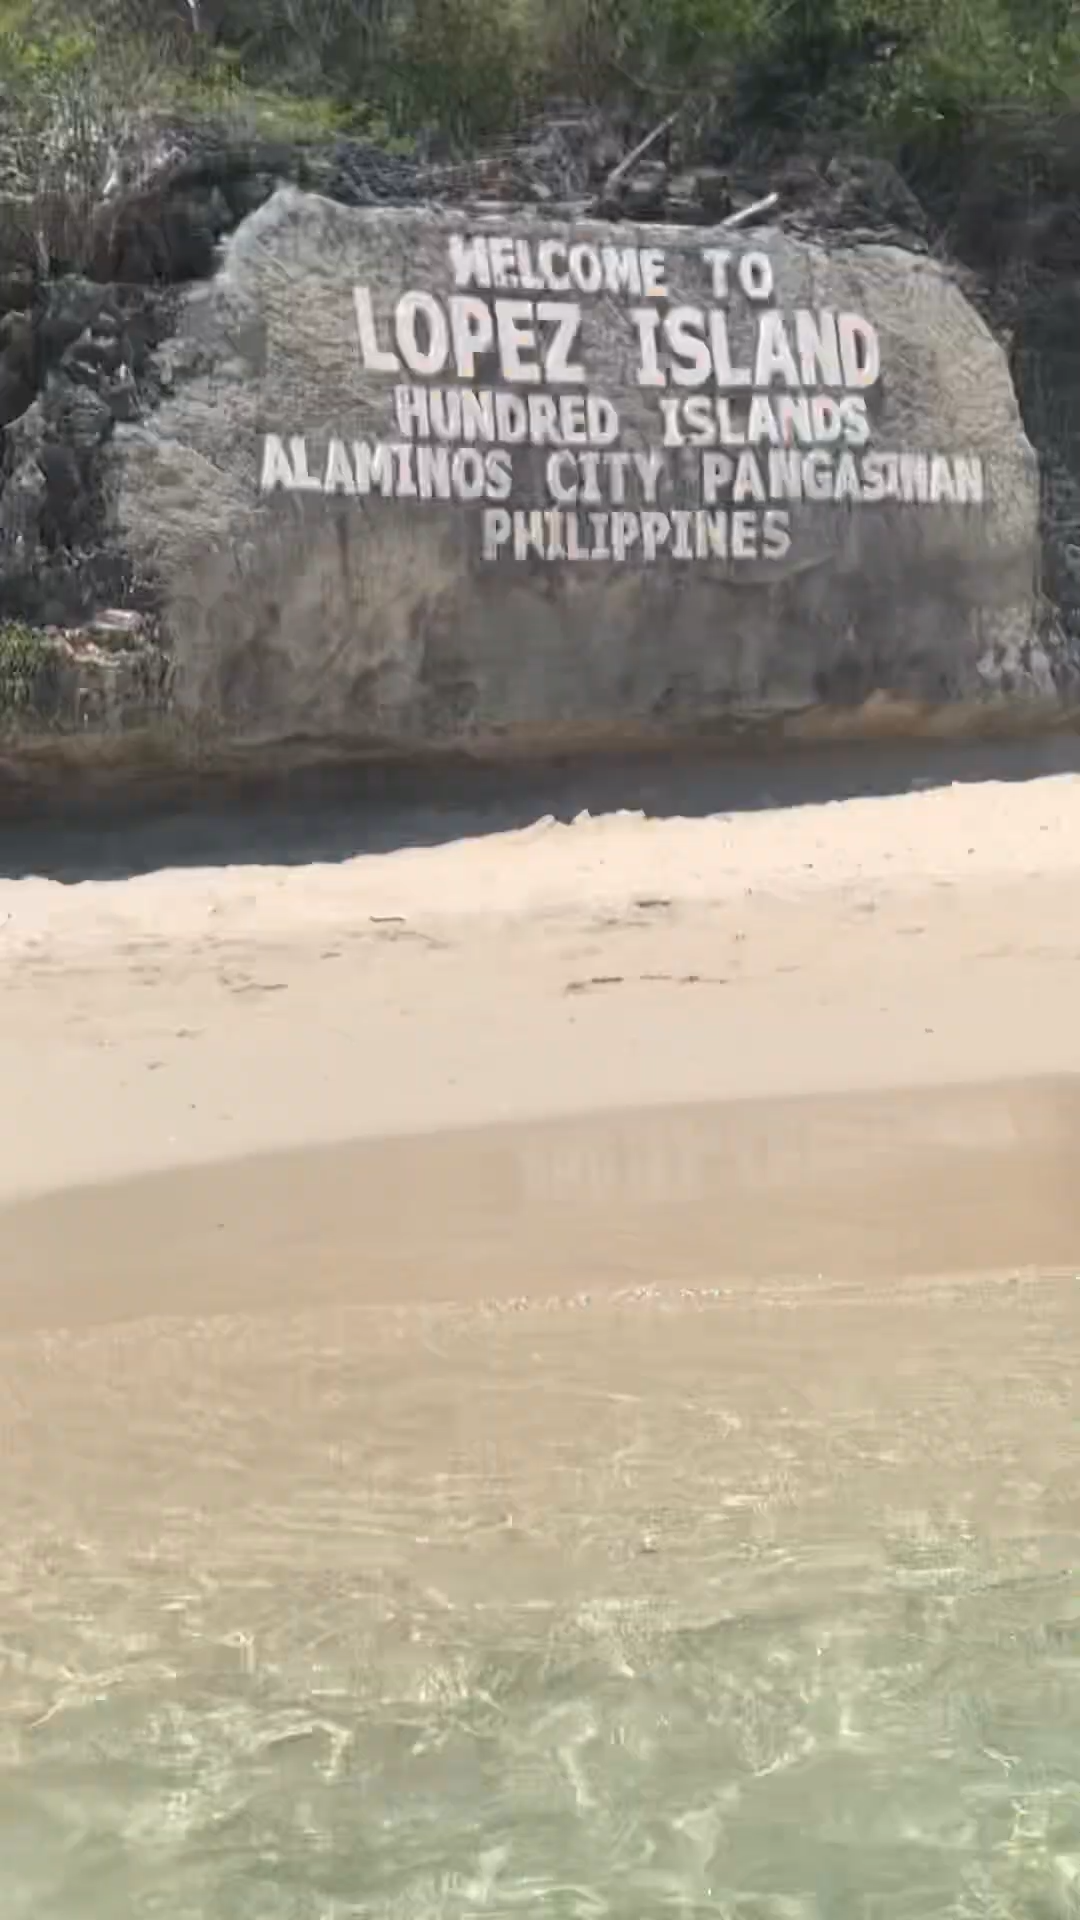 WELCOME TO
LOPEZ ISLAND
HUNDRED ISLANDS
ALAMINOS CITY PANGASINAN
PHILIPPINES